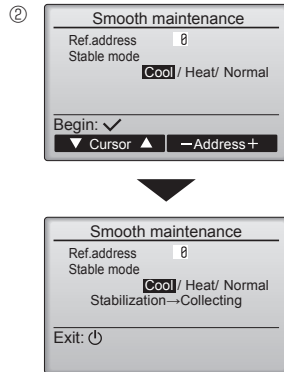 ②
Smooth maintenance
Ref.address 0
Stable mode
Cool / Heat/ Normal
Begin: ✓
▼ Cursor ▲ −Address+
Smooth maintenance
Ref.address 0
Stable mode
Cool / Heat/ Normal
Stabilization→Collecting
Exit: ⏻